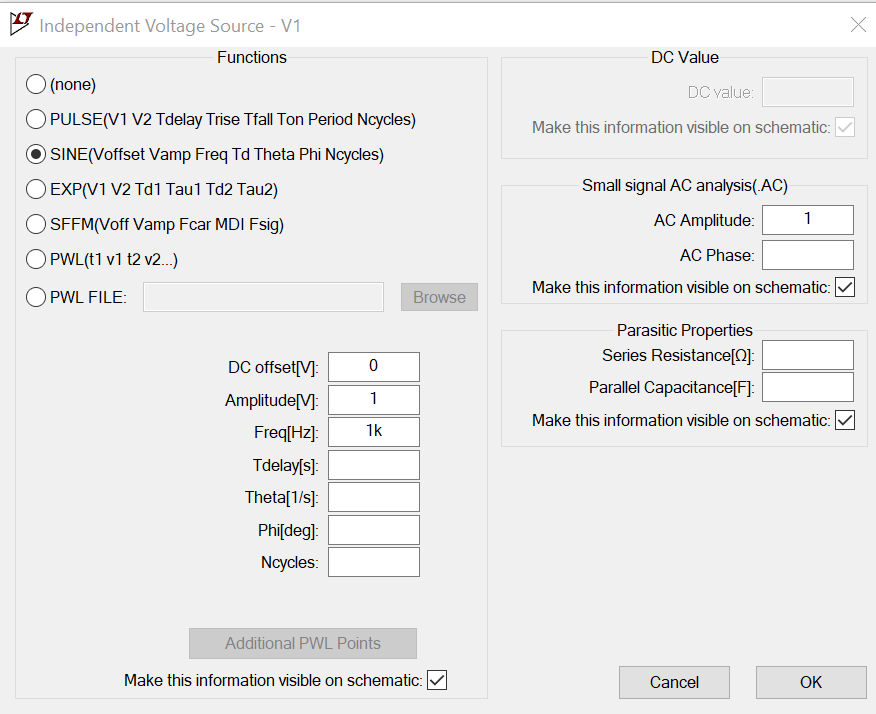 Independent Voltage Source - V1
Functions
(none)
PULSE(V1 V2 Tdelay Trise Tfall Ton Period Ncycles)
SINE(Voffset Vamp Freq Td Theta Phi Ncycles)
EXP(V1 V2 Td1 Tau1 Td2 Tau2)
SFFM(Voff Vamp Fcar MDI Fsig)
PWL(t1 v1 t2 v2...)
PWL FILE: Browse
DC offset[V]: 0
Amplitude[V]: 1
Freq[Hz]: 1k
Tdelay[s]:
Theta[1/s]:
Phi[deg]:
Ncycles:
Additional PWL Points
Make this information visible on schematic:
DC Value
DC value:
Make this information visible on schematic:
Small signal AC analysis(.AC)
AC Amplitude: 1
AC Phase:
Make this information visible on schematic:
Parasitic Properties
Series Resistance[Ω]:
Parallel Capacitance[F]:
Make this information visible on schematic:
Cancel OK